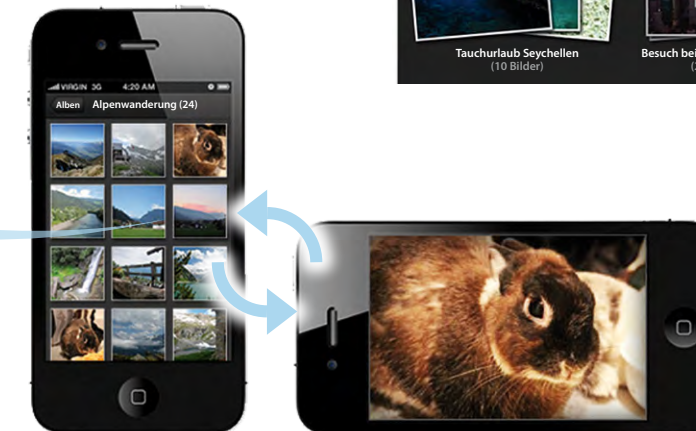 Tauchurlaub Seychellen
(10 Bilder)
Besuch bei
VIRGIN 3G 4:20 AM
Alben Alpenwanderung (24)